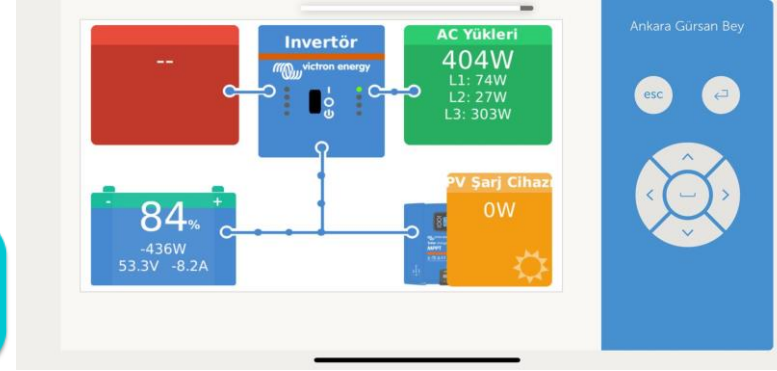 Ankara Gürsan Bey
Invertör
victron energy
--
AC Yükleri
404W
L1: 74W
L2: 27W
L3: 303W
esc
PV Şarj Cihazı
0W
- +
84%
-436W
53.3V -8.2A
MPPT